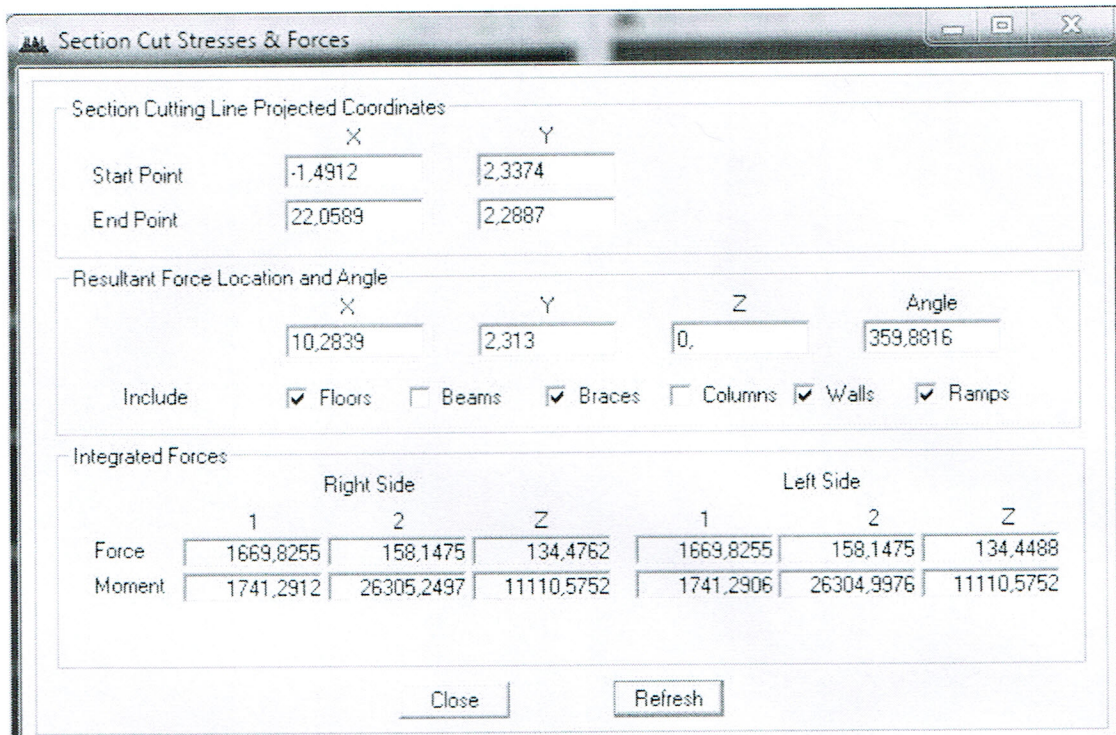 Section Cut Stresses & Forces
Section Cutting Line Projected Coordinates
X Y
Start Point -1,4912 2,3374
End Point 22,0589 2,2887
Resultant Force Location and Angle
X Y Z Angle
10,2839 2,313 0, 359,8816
Include Floors Beams Braces Columns Walls Ramps
Integrated Forces
Right Side Left Side
1 2 Z 1 2 Z
Force 1669,8255 158,1475 134,4762 1669,8255 158,1475 134,4488
Moment 1741,2912 26305,2497 11110,5752 1741,2906 26304,9976 11110,5752
Close Refresh